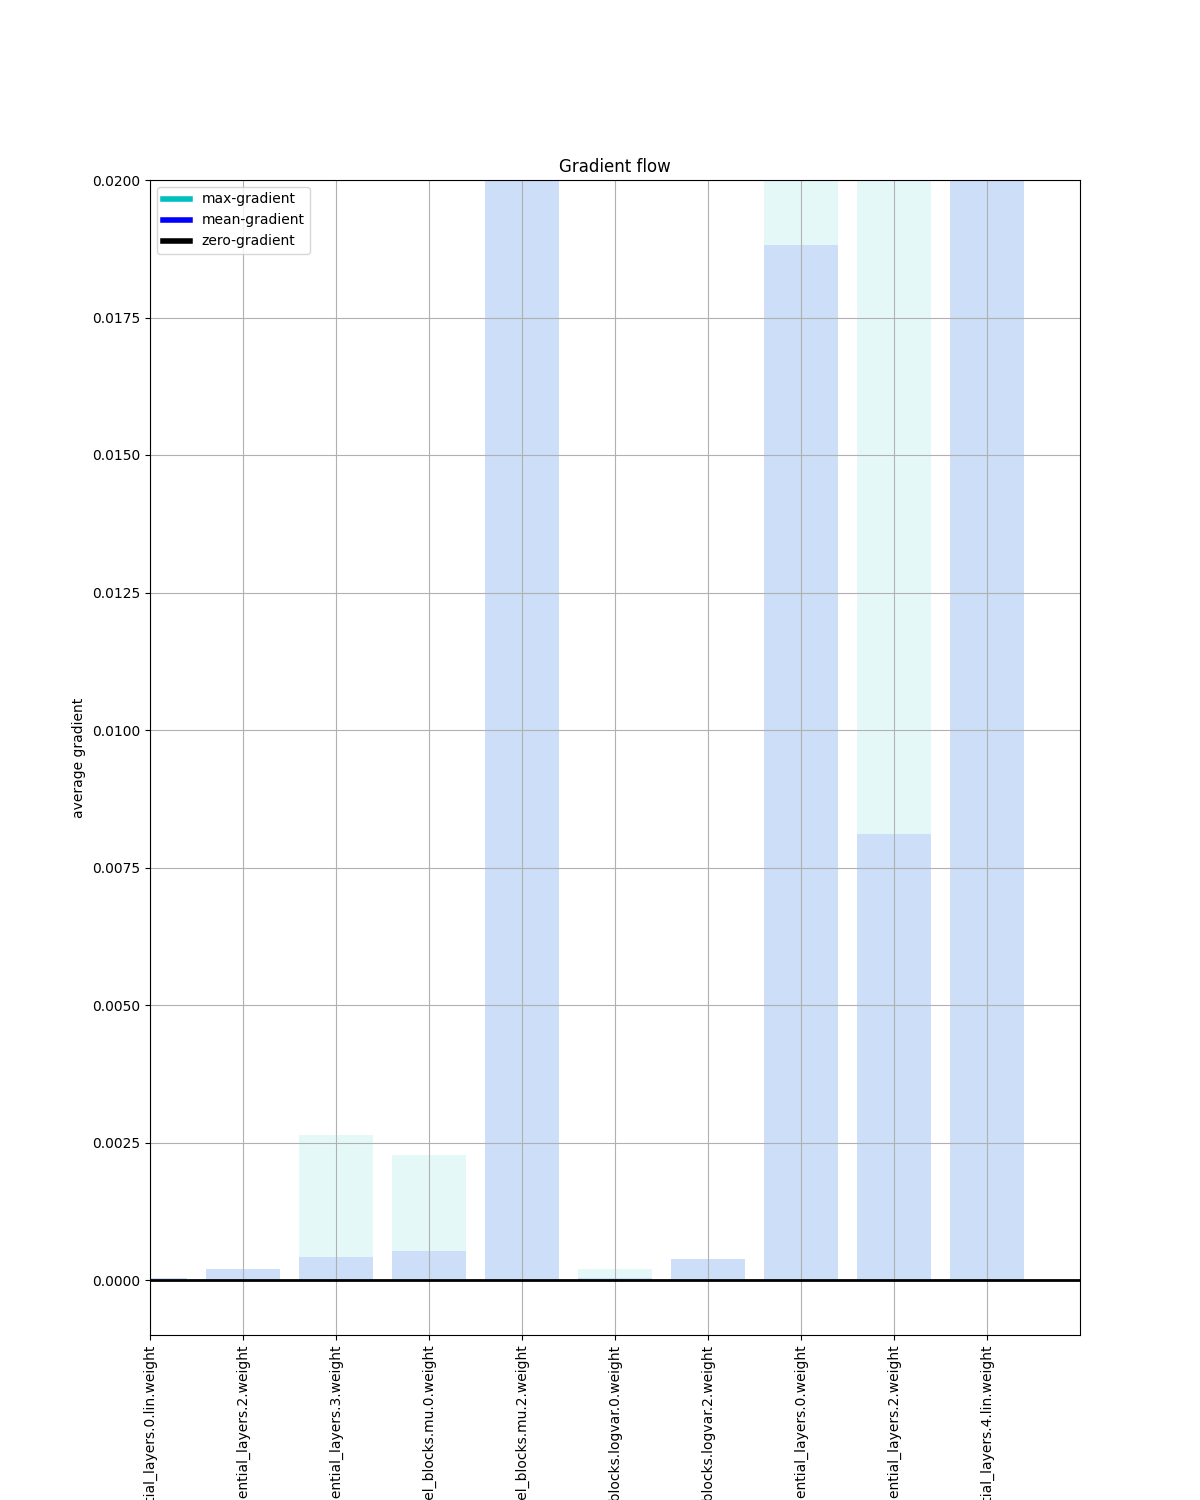 Gradient flow
max-gradient
mean-gradient
zero-gradient
0.0200
0.0175
0.0150
0.0125
0.0100
0.0075
0.0050
0.0025
0.0000
average gradient
tial_layers.0.lin.weight
ential_layers.2.weight
ential_layers.3.weight
el_blocks.mu.0.weight
el_blocks.mu.2.weight
blocks.logvar.0.weight
blocks.logvar.2.weight
ential_layers.0.weight
ential_layers.2.weight
tial_layers.4.lin.weight